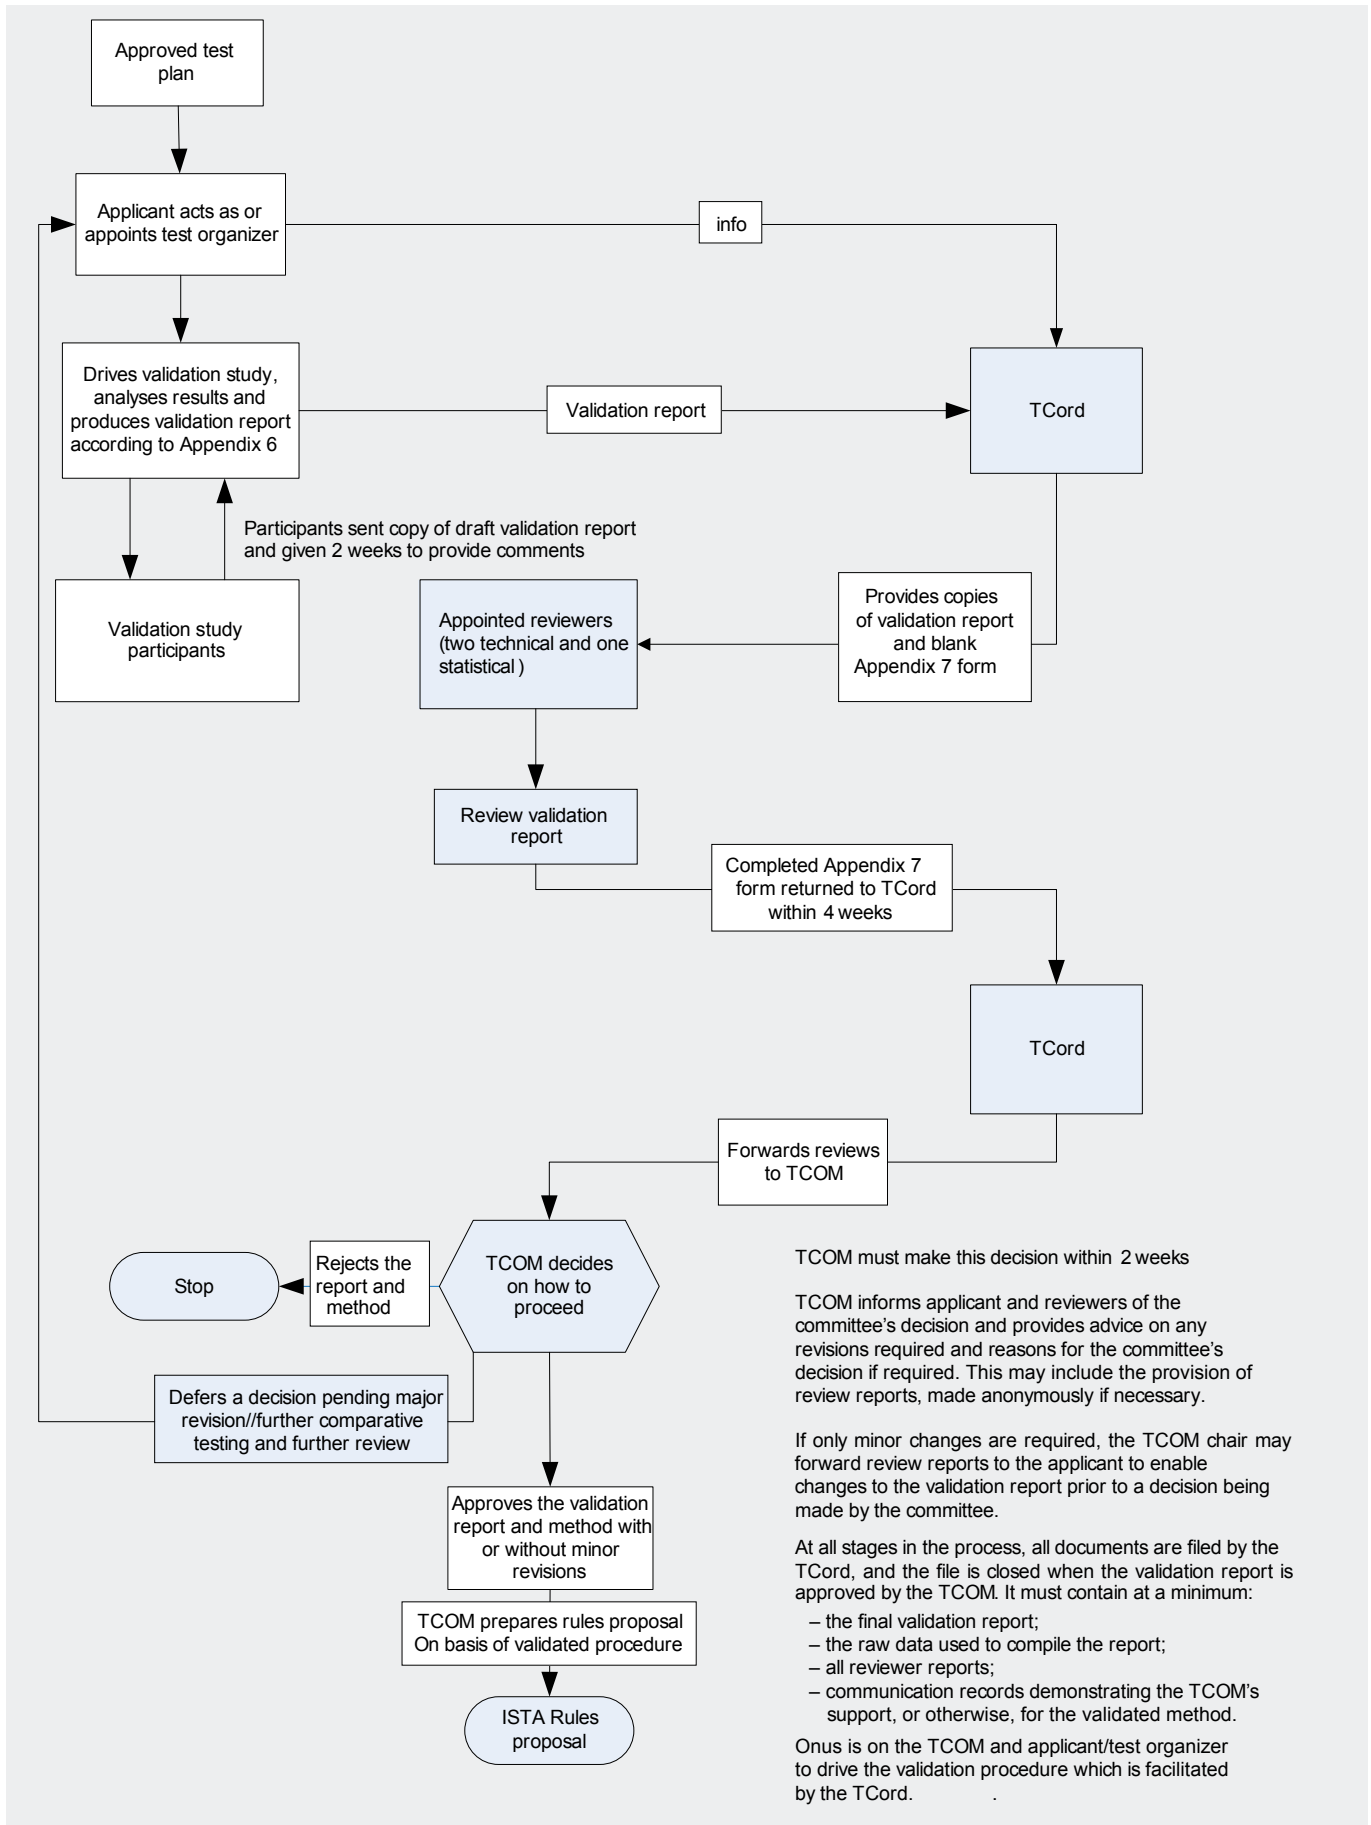 Approved test
plan
Applicant acts as or
appoints test organizer
info
Drives validation study,
analyses results and
produces validation report
according to Appendix 6
Validation report
TCord
Participants sent copy of draft validation report
and given 2 weeks to provide comments
Validation study
participants
Appointed reviewers
(two technical and one
statistical)
Provides copies
of validation report
and blank
Appendix 7 form
Review validation
report
Completed Appendix 7
form returned to TCord
within 4 weeks
TCord
Forwards reviews
to TCOM
TCOM decides
on how to
proceed
Rejects the
report and
method
Stop
Defers a decision pending major
revision//further comparative
testing and further review
Approves the validation
report and method with
or without minor
revisions
TCOM prepares rules proposal
On basis of validated procedure
ISTA Rules
proposal
TCOM must make this decision within 2 weeks
TCOM informs applicant and reviewers of the
committee's decision and provides advice on any
revisions required and reasons for the committee's
decision if required. This may include the provision of
review reports, made anonymously if necessary.
If only minor changes are required, the TCOM chair may
forward review reports to the applicant to enable
changes to the validation report prior to a decision being
made by the committee.
At all stages in the process, all documents are filed by the
TCord, and the file is closed when the validation report is
approved by the TCOM. It must contain at a minimum:
– the final validation report;
– the raw data used to compile the report;
– all reviewer reports;
– communication records demonstrating the TCOM's
support, or otherwise, for the validated method.
Onus is on the TCOM and applicant/test organizer
to drive the validation procedure which is facilitated
by the TCord. .